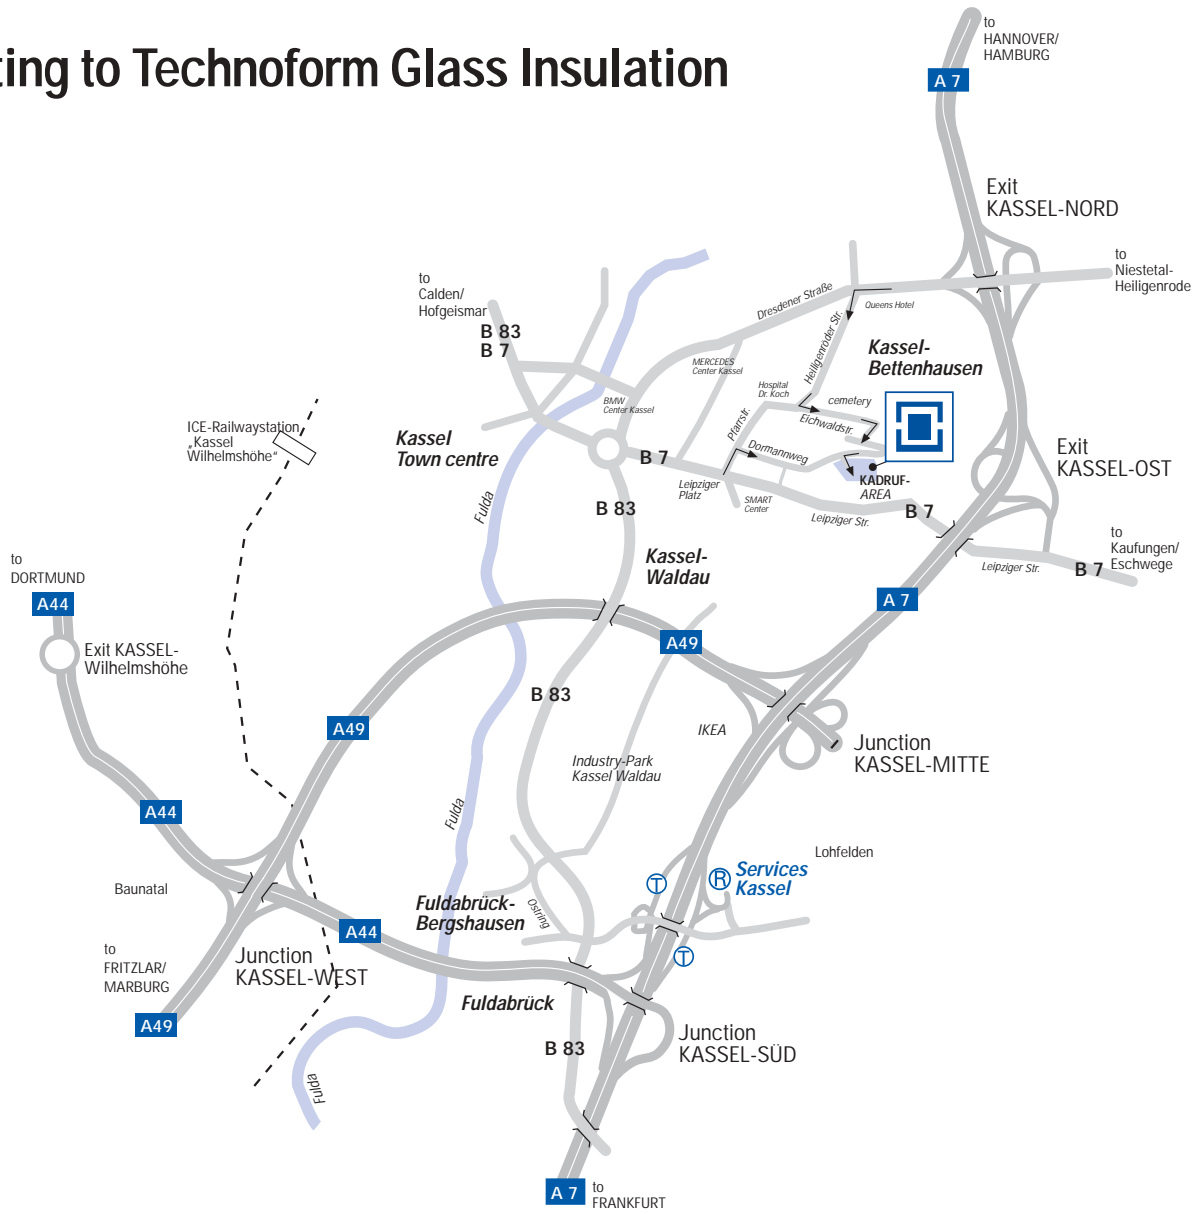 ting to Technoform Glass Insulation
to
HANNOVER/
HAMBURG
A 7
Exit
KASSEL-NORD
to
Niestetal-
Heiligenrode
to
Calden/
Hofgeismar
B 83
B 7
Dresdener Straße
Queens Hotel
Heiligenröder Str.
Kassel-
Bettenhausen
MERCEDES
Center Kassel
Hospital
Dr. Koch
cemetery
BMW
Center Kassel
Eichwaldstr.
Pfarrstr.
ICE-Railwaystation
„Kassel
Wilhelmshöhe“
Kassel
Town centre
Dormannweg
B 7
Exit
KASSEL-OST
Leipziger
Platz
KADRUF-
AREA
SMART
Center
Fulda
B 83
Leipziger Str.
B 7
to
Kaufungen/
Eschwege
Leipziger Str.
B 7
Kassel-
Waldau
to
DORTMUND
A44
A 7
Exit KASSEL-
Wilhelmshöhe
A49
B 83
A49
IKEA
Junction
KASSEL-MITTE
Industry-Park
Kassel Waldau
A44
Fulda
Lohfelden
Services
Kassel
R
T
Baunatal
Fuldabrück-
Bergshausen
Ostring
A44
T
to
FRITZLAR/
MARBURG
Junction
KASSEL-WEST
Fuldabrück
A49
Junction
KASSEL-SÜD
B 83
Fulda
A 7
to
FRANKFURT